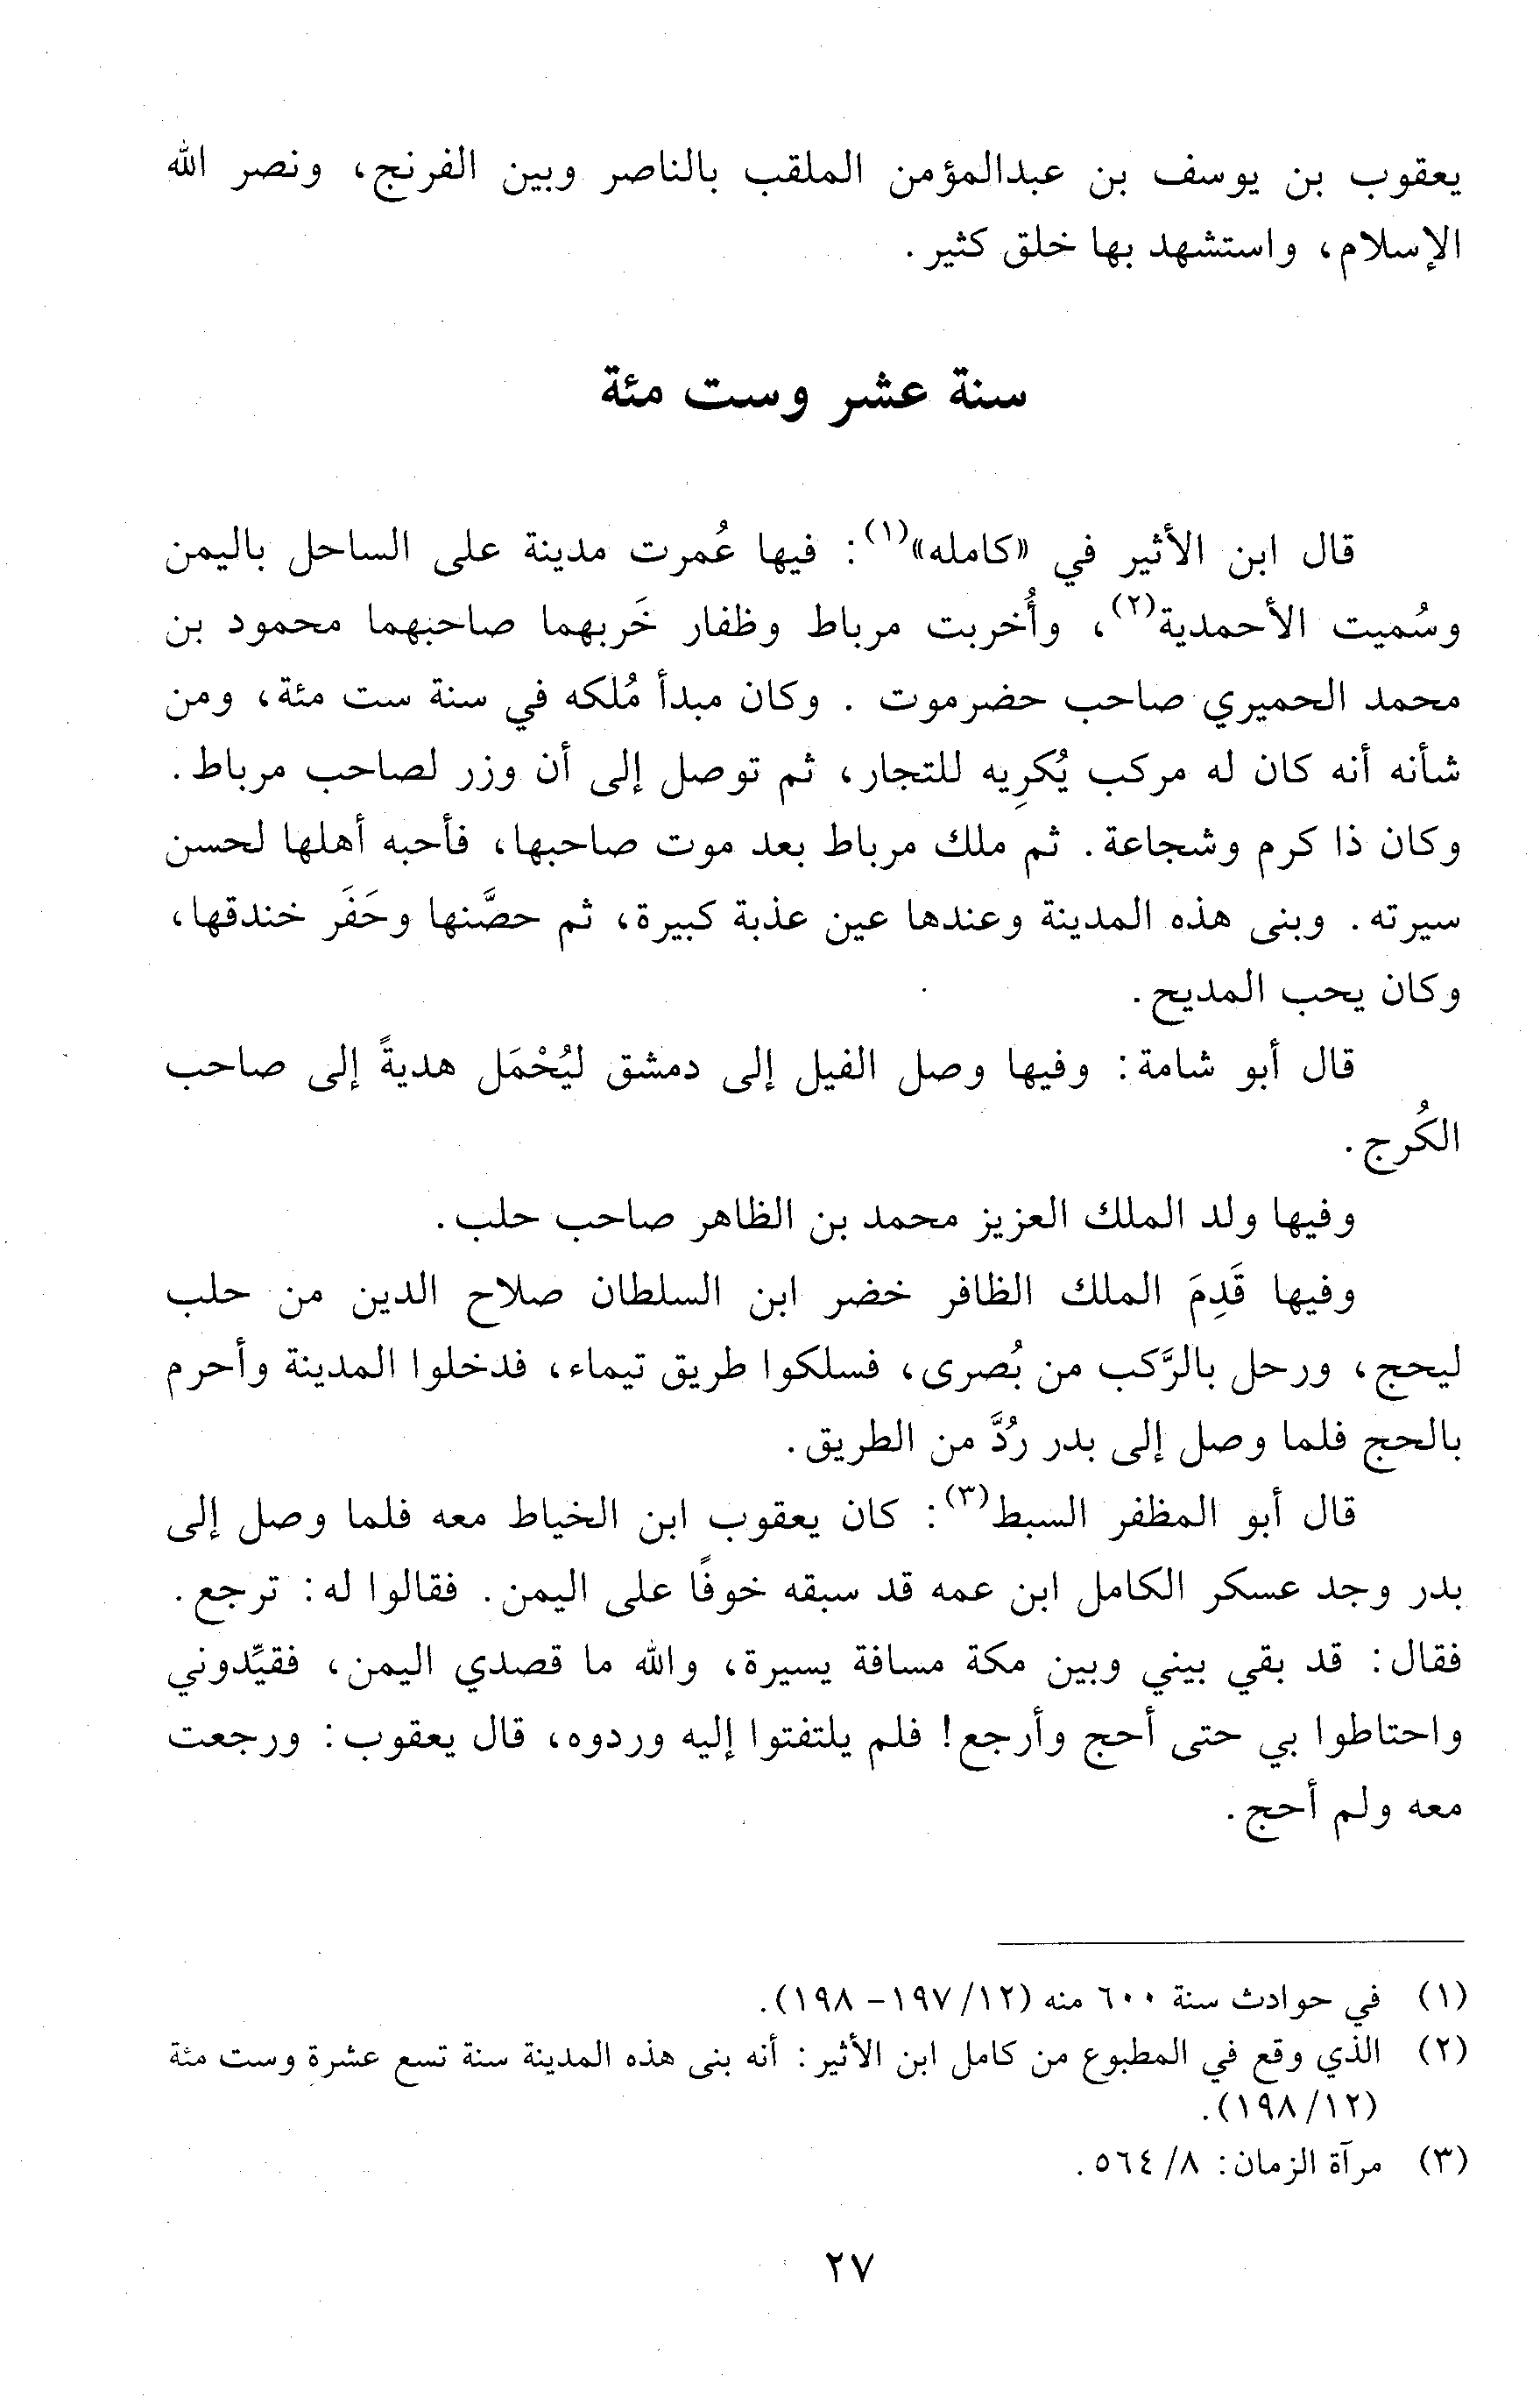 يعقوب بن يوسف بن عبدالمؤمن الملقب بالناصر وبين الفرنج، ونصر الله
الإسلام، واستشهد بها خلق كثير.
سنة عشر وست مئة
قال ابن الأثير في «كامله»(١): فيها عُمرت مدينة على الساحل باليمن
وسُميت الأحمدية(٢)، وأُخربت مرباط وظفار خَربهما صاحبهما محمود بن
محمد الحميري صاحب حضرموت . وكان مبدأ مُلكه في سنة ست مئة، ومن
شأنه أنه كان له مركب يُكرِيه للتجار، ثم توصل إلى أن وزر لصاحب مرباط.
وكان ذا كرم وشجاعة. ثم ملك مرباط بعد موت صاحبها، فأحبه أهلها لحسن
سيرته. وبنى هذه المدينة وعندها عين عذبة كبيرة، ثم حصَّنها وحَفَر خندقها،
وكان يحب المديح.
قال أبو شامة: وفيها وصل الفيل إلى دمشق ليُحْمَل هديةً إلى صاحب
الكُرج.
وفيها ولد الملك العزيز محمد بن الظاهر صاحب حلب.
وفيها قَدِمَ الملك الظافر خضر ابن السلطان صلاح الدين من حلب
ليحج، ورحل بالرَّكب من بُصرى، فسلكوا طريق تيماء، فدخلوا المدينة وأحرم
بالحج فلما وصل إلى بدر رُدَّ من الطريق.
قال أبو المظفر السبط(٣): كان يعقوب ابن الخياط معه فلما وصل إلى
بدر وجد عسكر الكامل ابن عمه قد سبقه خوفًا على اليمن. فقالوا له: ترجع.
فقال: قد بقي بيني وبين مكة مسافة يسيرة، والله ما قصدي اليمن، فقيِّدوني
واحتاطوا بي حتى أحج وأرجع! فلم يلتفتوا إليه وردوه، قال يعقوب: ورجعت
معه ولم أحج.
(١) في حوادث سنة ٦٠٠ منه (١٢/ ١٩٧- ١٩٨).
(٢) الذي وقع في المطبوع من كامل ابن الأثير: أنه بنى هذه المدينة سنة تسع عشرة وست مئة
(١٢/ ١٩٨).
(٣) مرآة الزمان: ٨/ ٥٦٤.
٢٧